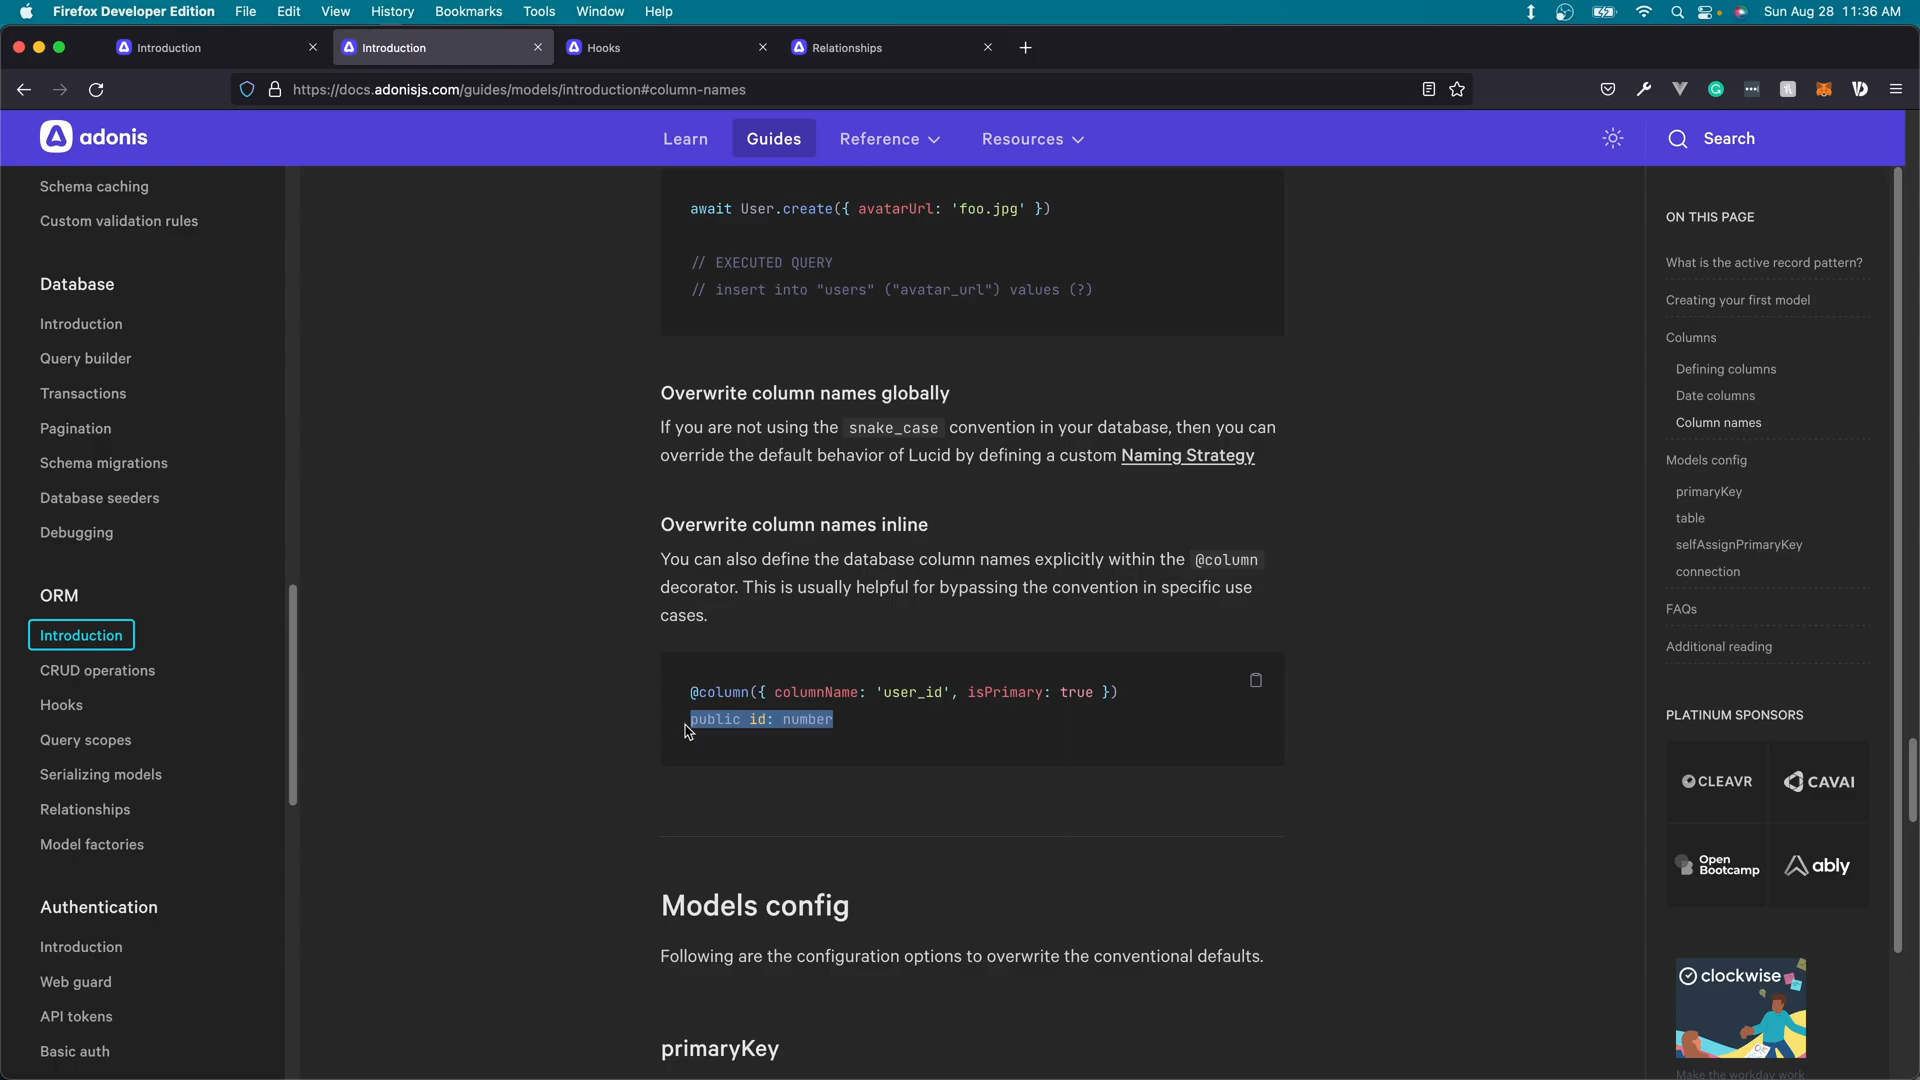 Firefox Developer Edition File Edit View History Bookmarks Tools Window Help Sun Aug 28 11:36 AM
Introduction Introduction Hooks Relationships
https://docs.adonisjs.com/guides/models/introduction#column-names
adonis Learn Guides Reference Resources Search
Schema caching
Custom validation rules
Database
Introduction
Query builder
Transactions
Pagination
Schema migrations
Database seeders
Debugging
ORM
Introduction
CRUD operations
Hooks
Query scopes
Serializing models
Relationships
Model factories
Authentication
Introduction
Web guard
API tokens
Basic auth
await User.create({ avatarUrl: 'foo.jpg' })
// EXECUTED QUERY
// insert into "users" ("avatar_url") values (?)
Overwrite column names globally
If you are not using the snake_case convention in your database, then you can
override the default behavior of Lucid by defining a custom Naming Strategy
Overwrite column names inline
You can also define the database column names explicitly within the @column
decorator. This is usually helpful for bypassing the convention in specific use
cases.
@column({ columnName: 'user_id', isPrimary: true })
public id: number
Models config
Following are the configuration options to overwrite the conventional defaults.
primaryKey
ON THIS PAGE
What is the active record pattern?
Creating your first model
Columns
Defining columns
Date columns
Column names
Models config
primaryKey
table
selfAssignPrimaryKey
connection
FAQs
Additional reading
PLATINUM SPONSORS
CLEAVR CAVAI
Open
Bootcamp
ably
clockwise
Make the workday work